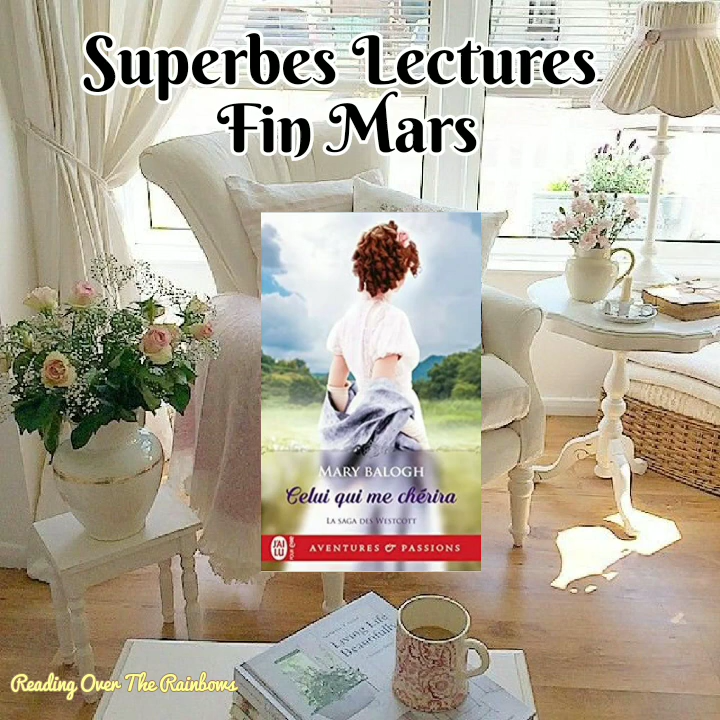 Superbes Lectures
Fin Mars
MARY BALOGH
Celui qui me chérira
LA SAGA DES WESTCOTT
J'AI LU
AVENTURES & PASSIONS
Living Life
Beautifully
Reading Over The Rainbows